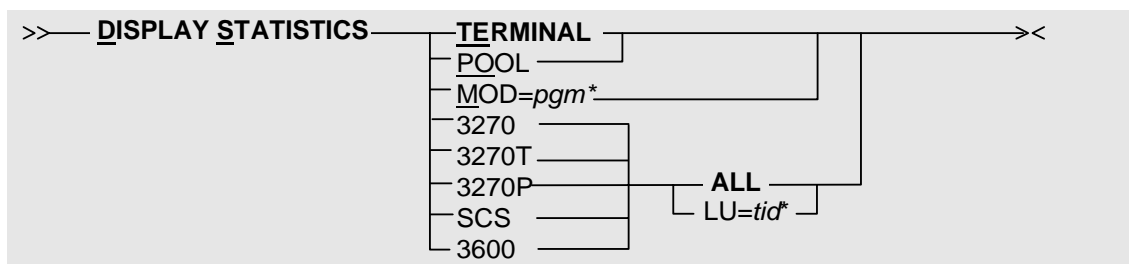 >>— DISPLAY STATISTICS — TERMINAL —><
POOL
MOD=pgm*
3270
3270T
3270P — ALL
SCS LU=tid*
3600